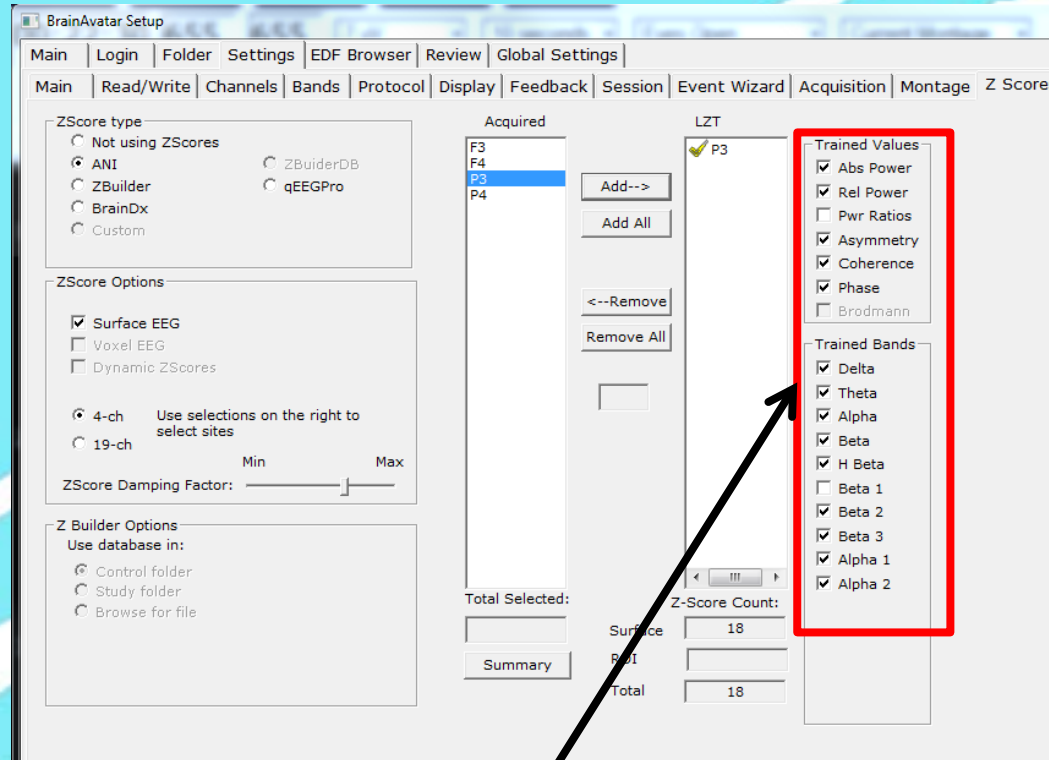 BrainAvatar Setup
Main Login Folder Settings EDF Browser Review Global Settings
Main Read/Write Channels Bands Protocol Display Feedback Session Event Wizard Acquisition Montage Z Score
ZScore type
Not using ZScores
ANI ZBuiderDB
ZBuilder qEEGPro
BrainDx
Custom
ZScore Options
Surface EEG
Voxel EEG
Dynamic ZScores
4-ch Use selections on the right to
19-ch select sites
Min Max
ZScore Damping Factor:
Z Builder Options
Use database in:
Control folder
Study folder
Browse for file
Acquired
F3
F4
P3
P4
Total Selected:
Summary
Add-->
Add All
<--Remove
Remove All
LZT
P3
Z-Score Count:
Surface 18
ROI
Total 18
Trained Values
Abs Power
Rel Power
Pwr Ratios
Asymmetry
Coherence
Phase
Brodmann
Trained Bands
Delta
Theta
Alpha
Beta
H Beta
Beta 1
Beta 2
Beta 3
Alpha 1
Alpha 2